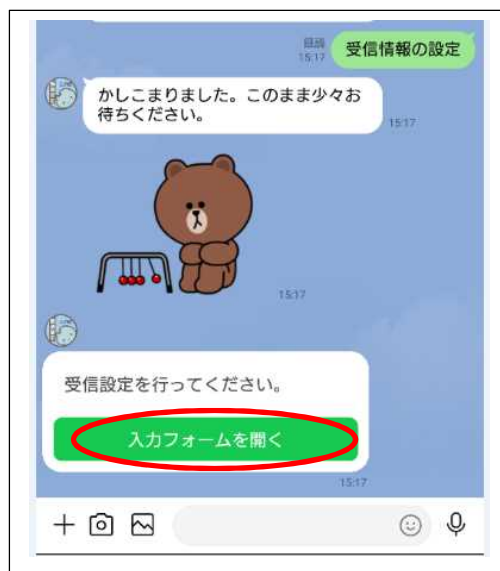 既読
15:17
受信情報の設定
かしこまりました。このまま少々お
待ちください。
15:17
15:17
受信設定を行ってください。
入力フォームを開く
15:17